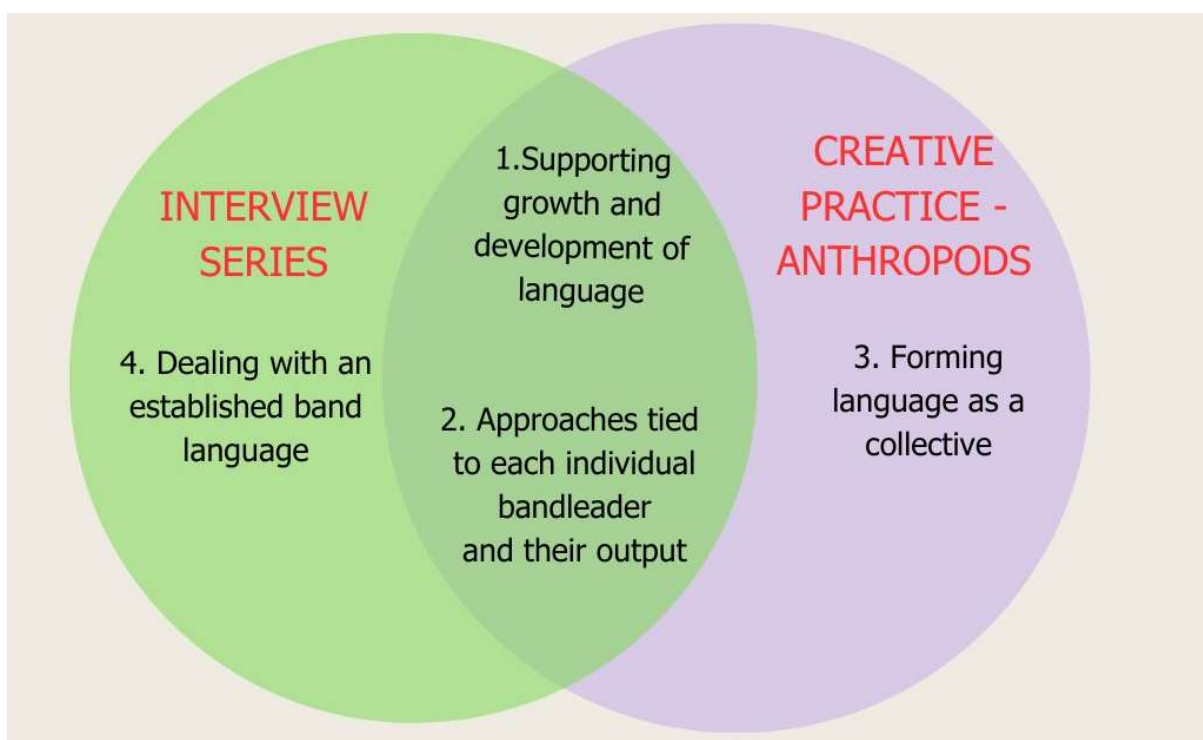 INTERVIEW
SERIES
4. Dealing with an
established band
language
1.Supporting
growth and
development of
language
2. Approaches tied
to each individual
bandleader
and their output
CREATIVE
PRACTICE -
ANTHROPODS
3. Forming
language as a
collective